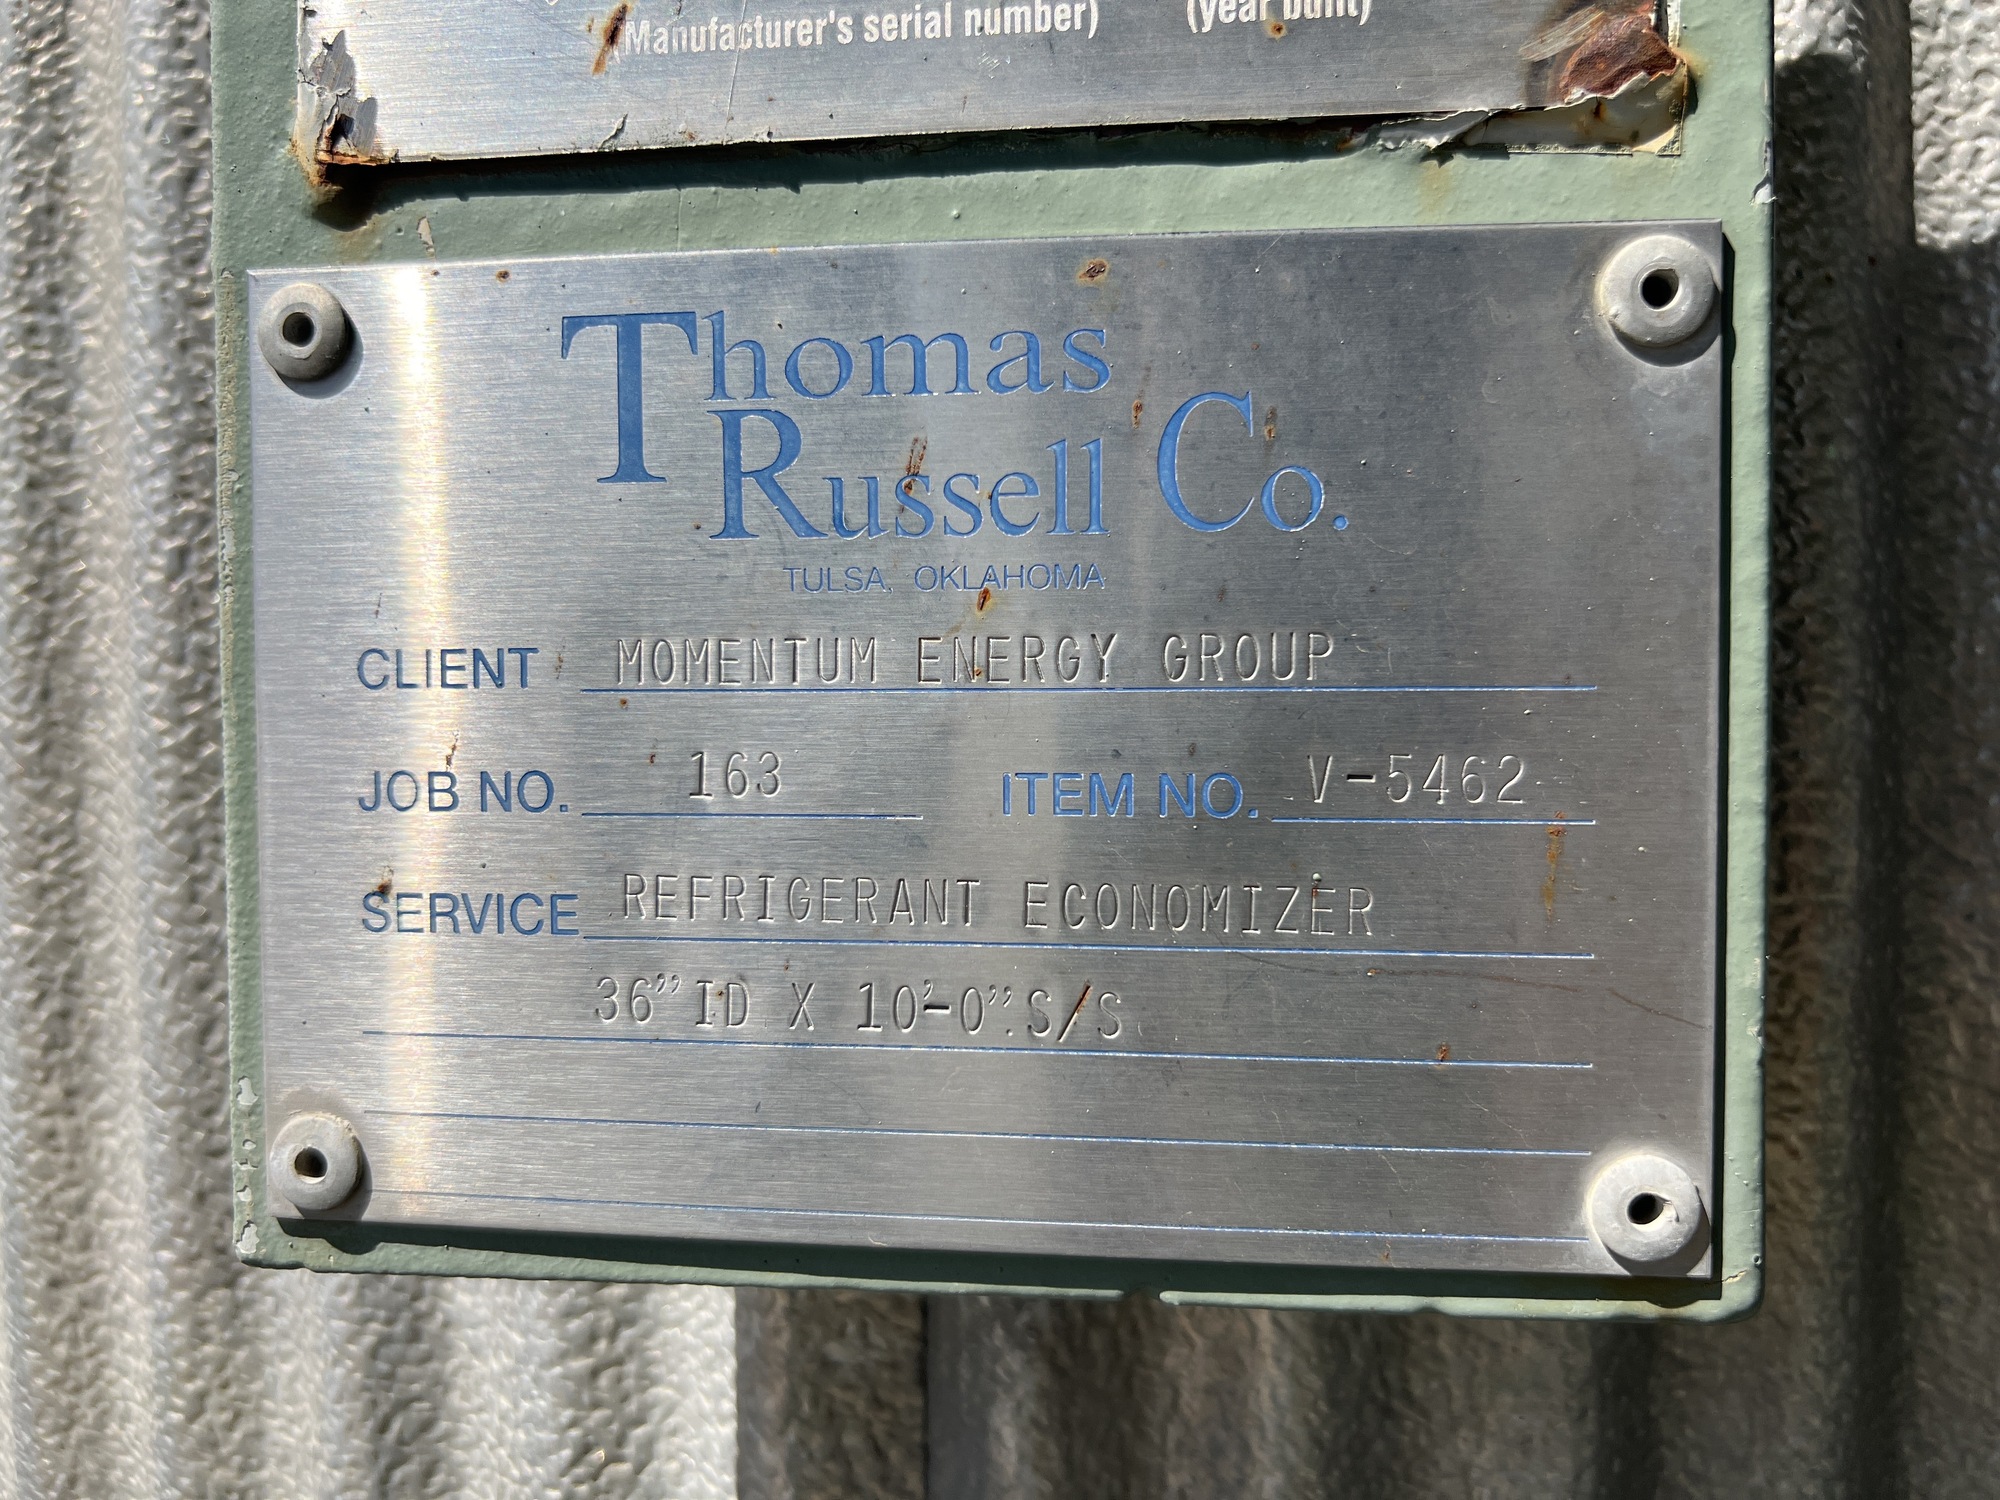 (Manufacturer's serial number) (year built)
Thomas
Russell Co.
TULSA, OKLAHOMA
CLIENT MOMENTUM ENERGY GROUP
JOB NO. 163 ITEM NO. V-5462
SERVICE REFRIGERANT ECONOMIZER
36" ID X 10'-0" S/S